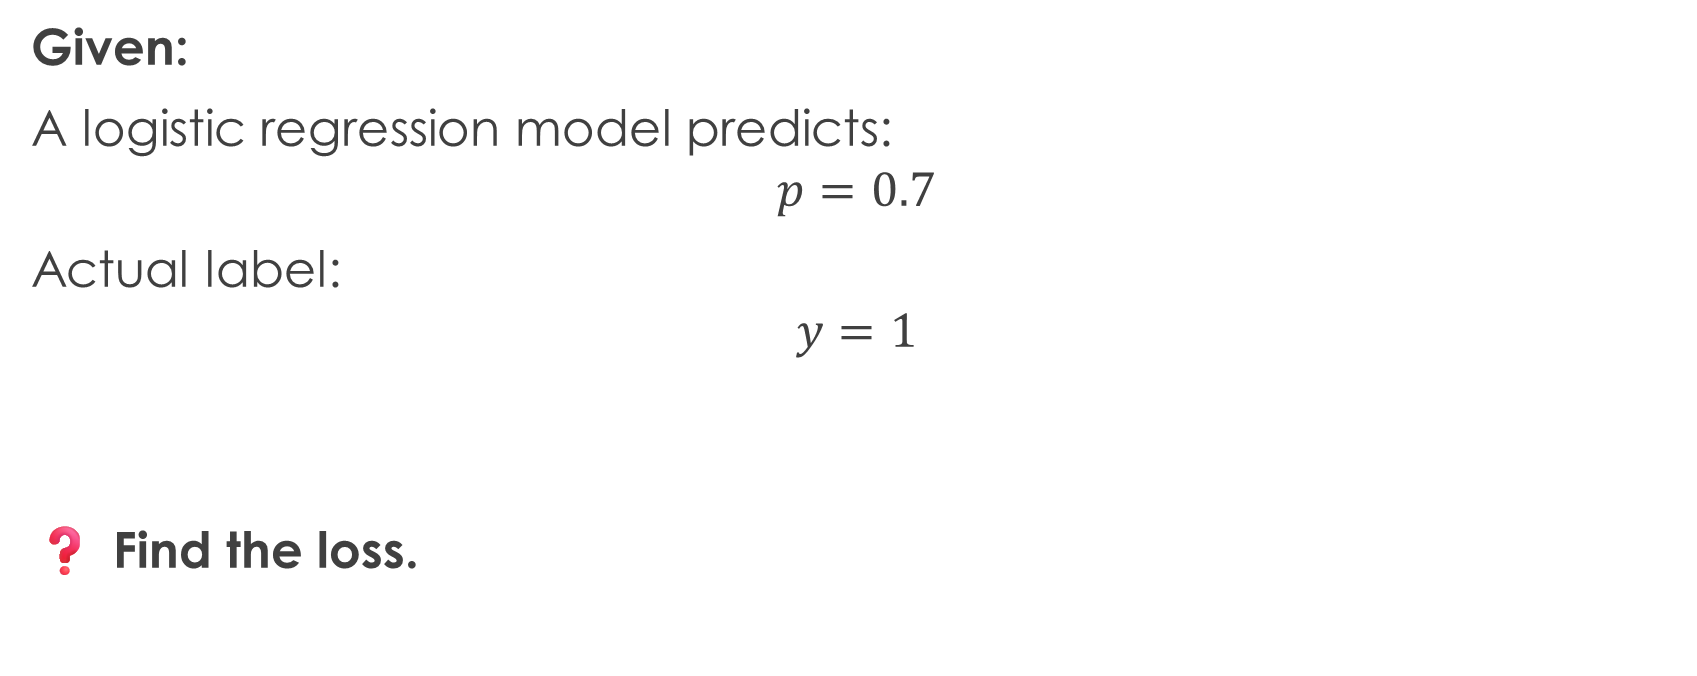 Given:
A logistic regression model predicts:
p = 0.7
Actual label:
y = 1
❓ Find the loss.